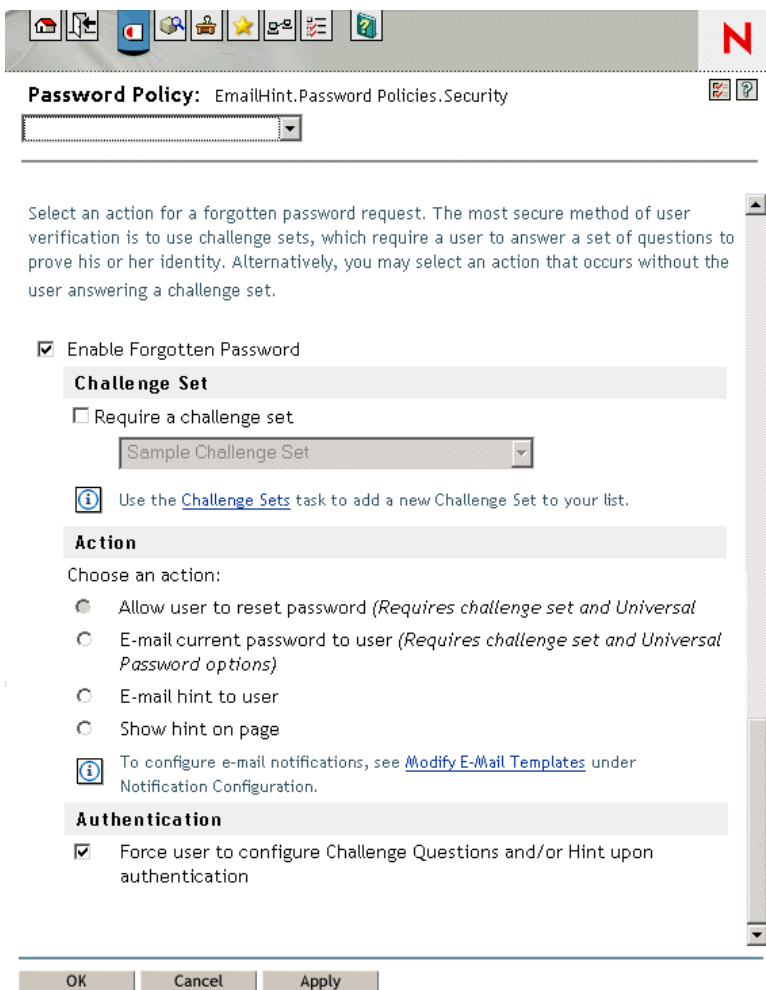 N
Password Policy: EmailHint.Password Policies.Security
Select an action for a forgotten password request. The most secure method of user
verification is to use challenge sets, which require a user to answer a set of questions to
prove his or her identity. Alternatively, you may select an action that occurs without the
user answering a challenge set.
Enable Forgotten Password
Challenge Set
Require a challenge set
Sample Challenge Set
Use the Challenge Sets task to add a new Challenge Set to your list.
Action
Choose an action:
Allow user to reset password (Requires challenge set and Universal
E-mail current password to user (Requires challenge set and Universal
Password options)
E-mail hint to user
Show hint on page
To configure e-mail notifications, see Modify E-Mail Templates under
Notification Configuration.
Authentication
Force user to configure Challenge Questions and/or Hint upon
authentication
OK Cancel Apply